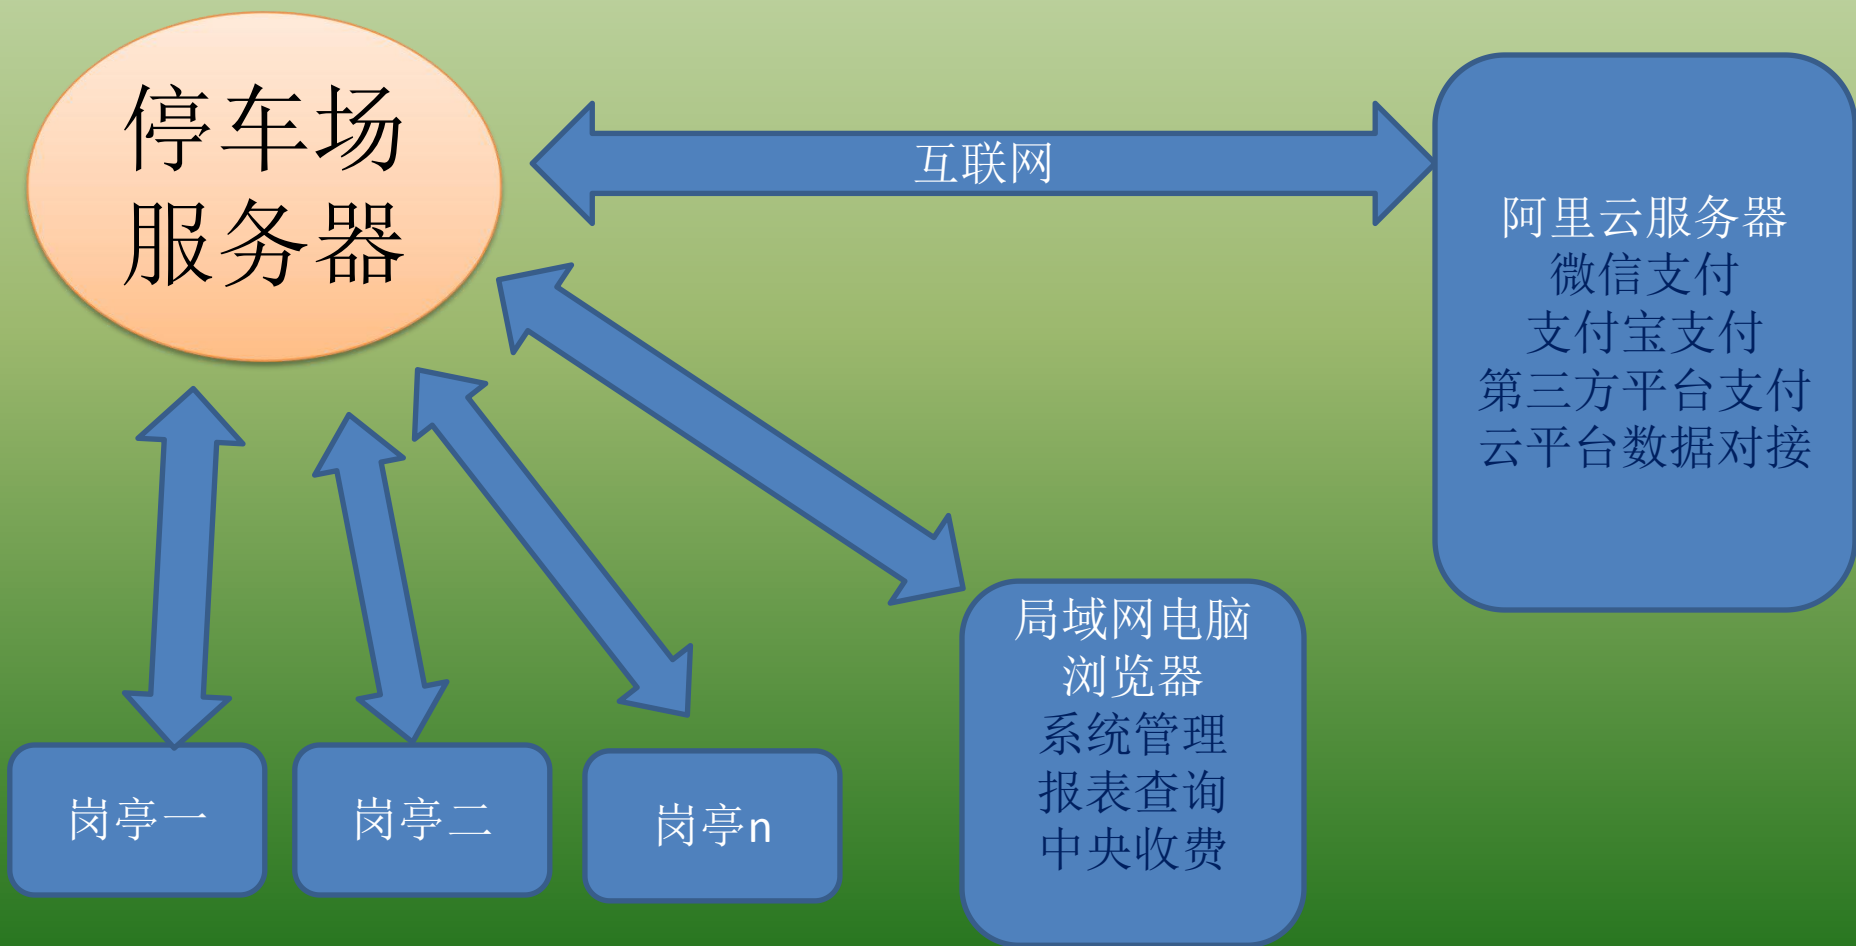 停车场
服务器
互联网
阿里云服务器
微信支付
支付宝支付
第三方平台支付
云平台数据对接
局域网电脑
浏览器
系统管理
报表查询
中央收费
岗亭一
岗亭二
岗亭n